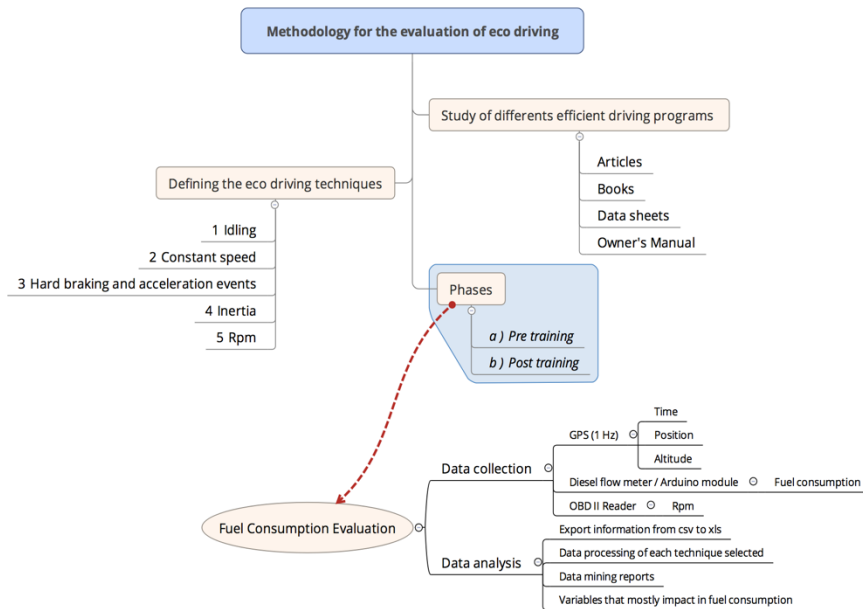 Methodology for the evaluation of eco driving
Study of differents efficient driving programs
Articles
Books
Data sheets
Owner's Manual
Defining the eco driving techniques
1 Idling
2 Constant speed
3 Hard braking and acceleration events
4 Inertia
5 Rpm
Phases
a ) Pre training
b ) Post training
Fuel Consumption Evaluation
Data collection
GPS (1 Hz)
Time
Position
Altitude
Diesel flow meter / Arduino module
Fuel consumption
OBD II Reader
Rpm
Data analysis
Export information from csv to xls
Data processing of each technique selected
Data mining reports
Variables that mostly impact in fuel consumption